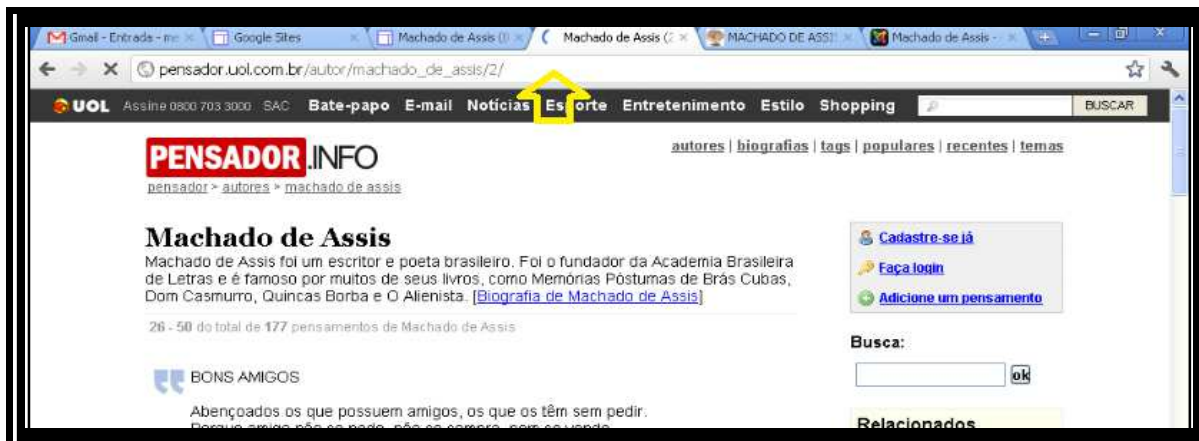 Gmail - Entrada - me
Google Sites
Machado de Assis (
Machado de Assis (2
MACHADO DE ASSI
Machado de Assis -
pensador.uol.com.br/autor/machado_de_assis/2/
UOL Assine 0800 703 3000 SAC Bate-papo E-mail Notícias Es orte Entretenimento Estilo Shopping BUSCAR
PENSADOR.INFO
autores | biografias | tags | populares | recentes | temas
pensador > autores > machado de assis
Machado de Assis
Machado de Assis foi um escritor e poeta brasileiro. Foi o fundador da Academia Brasileira
de Letras e é famoso por muitos de seus livros, como Memórias Póstumas de Brás Cubas,
Dom Casmurro, Quincas Borba e O Alienista. [Biografia de Machado de Assis]
26 - 50 do total de 177 pensamentos de Machado de Assis
Cadastre-se já
Faça login
Adicione um pensamento
Busca:
ok
BONS AMIGOS
Abençoados os que possuem amigos, os que os têm sem pedir.
Relacionados